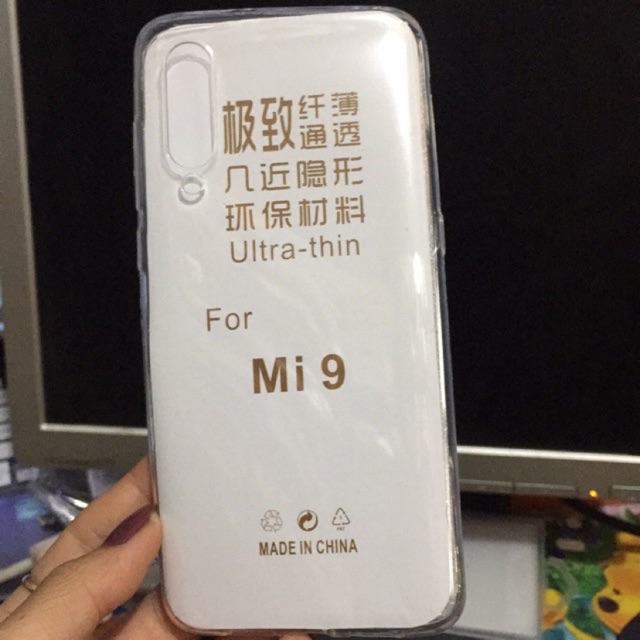 极致纤薄
通透
几近隐形
环保材料
Ultra-thin
For
Mi 9
MADE IN CHINA